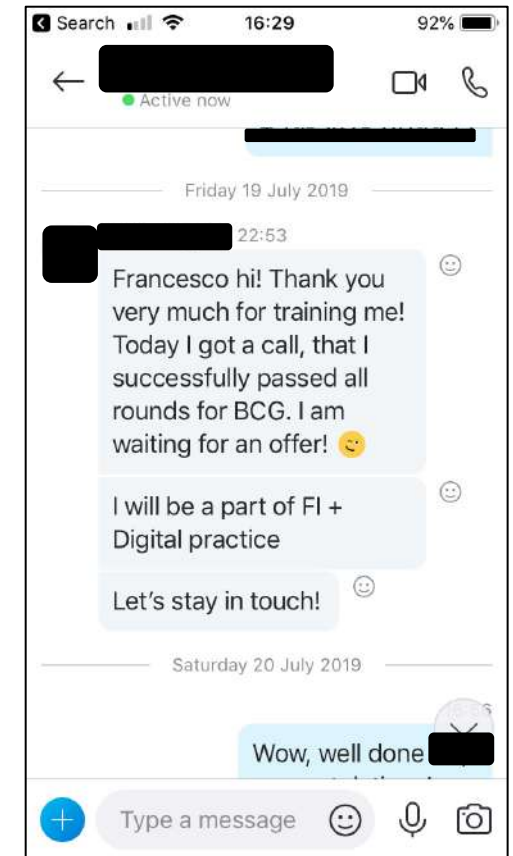 Search 16:29 92%
Active now
Friday 19 July 2019
22:53
Francesco hi! Thank you
very much for training me!
Today I got a call, that I
successfully passed all
rounds for BCG. I am
waiting for an offer!
I will be a part of FI +
Digital practice
Let's stay in touch!
Saturday 20 July 2019
Wow, well done
Type a message